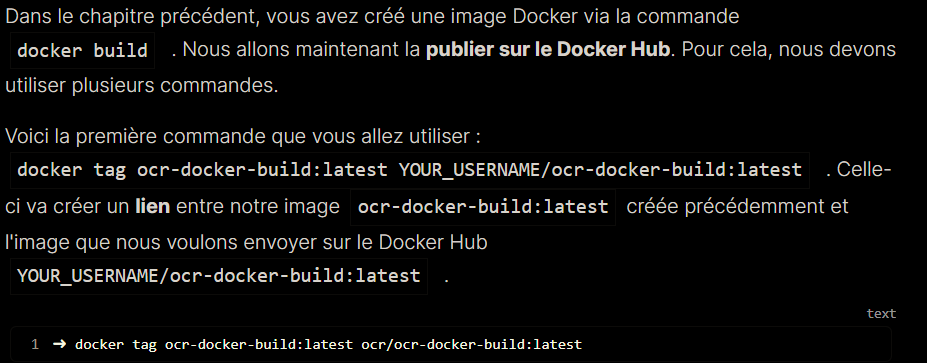 Dans le chapitre précédent, vous avez créé une image Docker via la commande
docker build . Nous allons maintenant la publier sur le Docker Hub. Pour cela, nous devons
utiliser plusieurs commandes.
Voici la première commande que vous allez utiliser :
docker tag ocr-docker-build:latest YOUR_USERNAME/ocr-docker-build:latest . Celle-
ci va créer un lien entre notre image ocr-docker-build:latest créée précédemment et
l'image que nous voulons envoyer sur le Docker Hub
YOUR_USERNAME/ocr-docker-build:latest .
text
1 ➜ docker tag ocr-docker-build:latest ocr/ocr-docker-build:latest